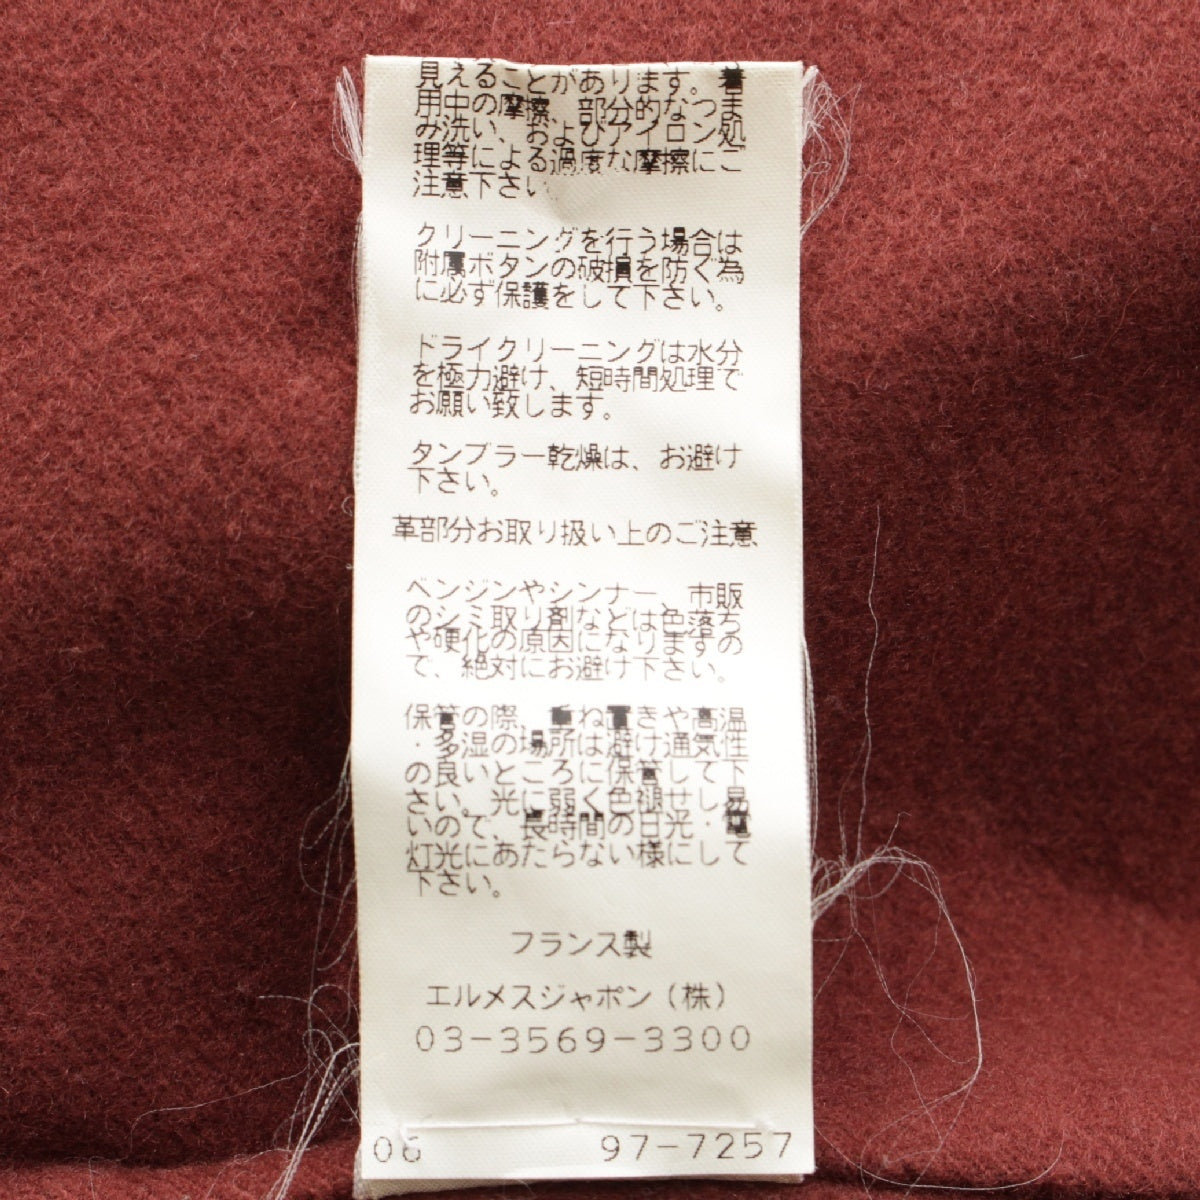 見えることがあります。着
用中の摩擦、部分的なつま
み洗い、およびアイロン処
理等による過度な摩擦にご
注意下さい。
クリーニングを行う場合は
附属ボタンの破損を防ぐ為
に必ず保護をして下さい。
ドライクリーニングは水分
を極力避け、短時間処理で
お願い致します。
タンブラー乾燥は、お避け
下さい。
革部分お取り扱い上のご注意
ベンジンやシンナー、市販
のシミ取り剤などは色落ち
や硬化の原因になりますの
で、絶対にお避け下さい。
保管の際、重ね置きや高温
・多湿の場所は避け通気性
の良いところに保管して下
さい。光に弱く色褪せし易
いので、長時間の日光・電
灯光にあたらない様にして
下さい。
フランス製
エルメスジャポン（株）
03-3569-3300
06 97-7257